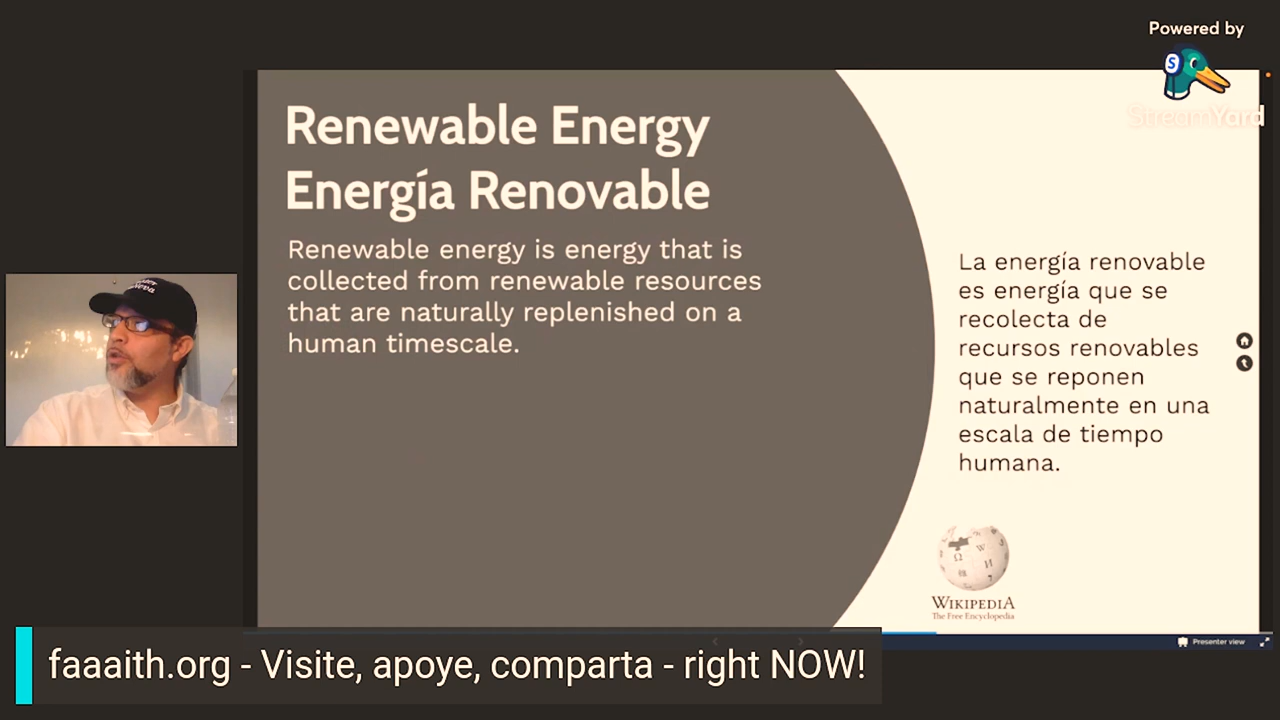 Powered by
StreamYard
Renewable Energy
Energía Renovable
Renewable energy is energy that is
collected from renewable resources
that are naturally replenished on a
human timescale.
La energía renovable
es energía que se
recolecta de
recursos renovables
que se reponen
naturalmente en una
escala de tiempo
humana.
WIKIPEDIA
The Free Encyclopedia
Presenter view
faaaith.org - Visite, apoye, comparta - right NOW!